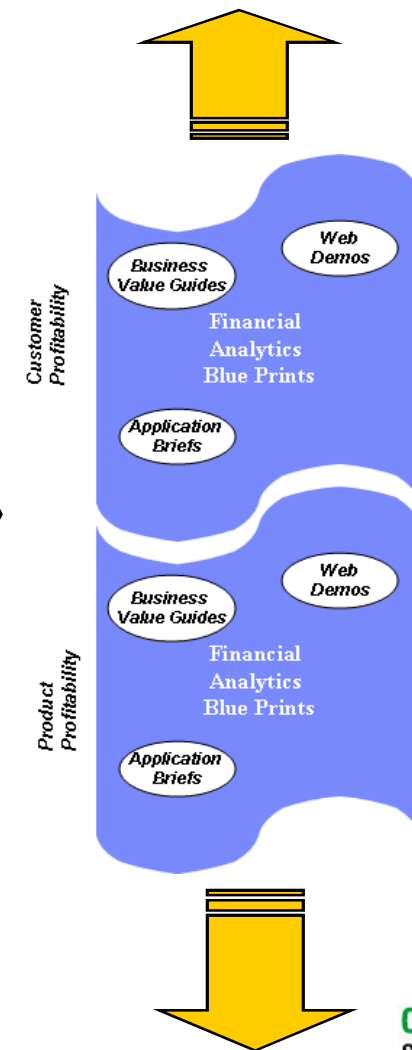 Customer
Profitability
Business
Value Guides
Web
Demos
Financial
Analytics
Blue Prints
Application
Briefs
Product
Profitability
Business
Value Guides
Web
Demos
Financial
Analytics
Blue Prints
Application
Briefs